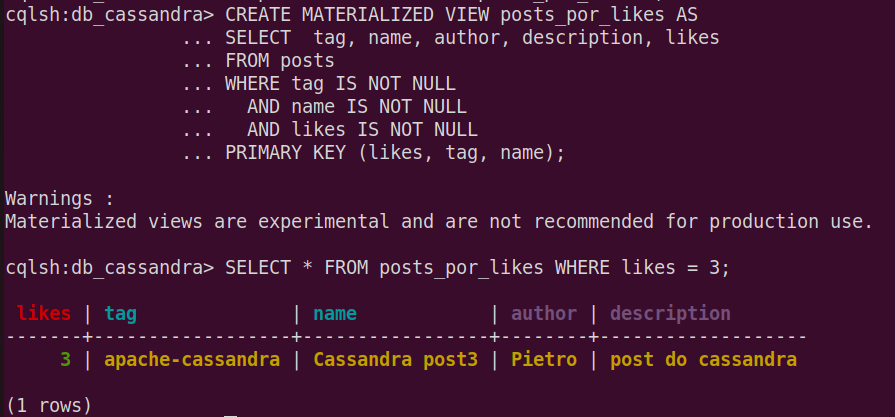 cqlsh:db_cassandra> CREATE MATERIALIZED VIEW posts_por_likes AS
                ... SELECT  tag, name, author, description, likes
                ... FROM posts
                ... WHERE tag IS NOT NULL
                ...   AND name IS NOT NULL
                ...   AND likes IS NOT NULL
                ... PRIMARY KEY (likes, tag, name);
Warnings :
Materialized views are experimental and are not recommended for production use.
cqlsh:db_cassandra> SELECT * FROM posts_por_likes WHERE likes = 3;
 likes | tag              | name            | author | description
-------+------------------+-----------------+--------+-------------------
     3 | apache-cassandra | Cassandra post3 | Pietro | post do cassandra
(1 rows)